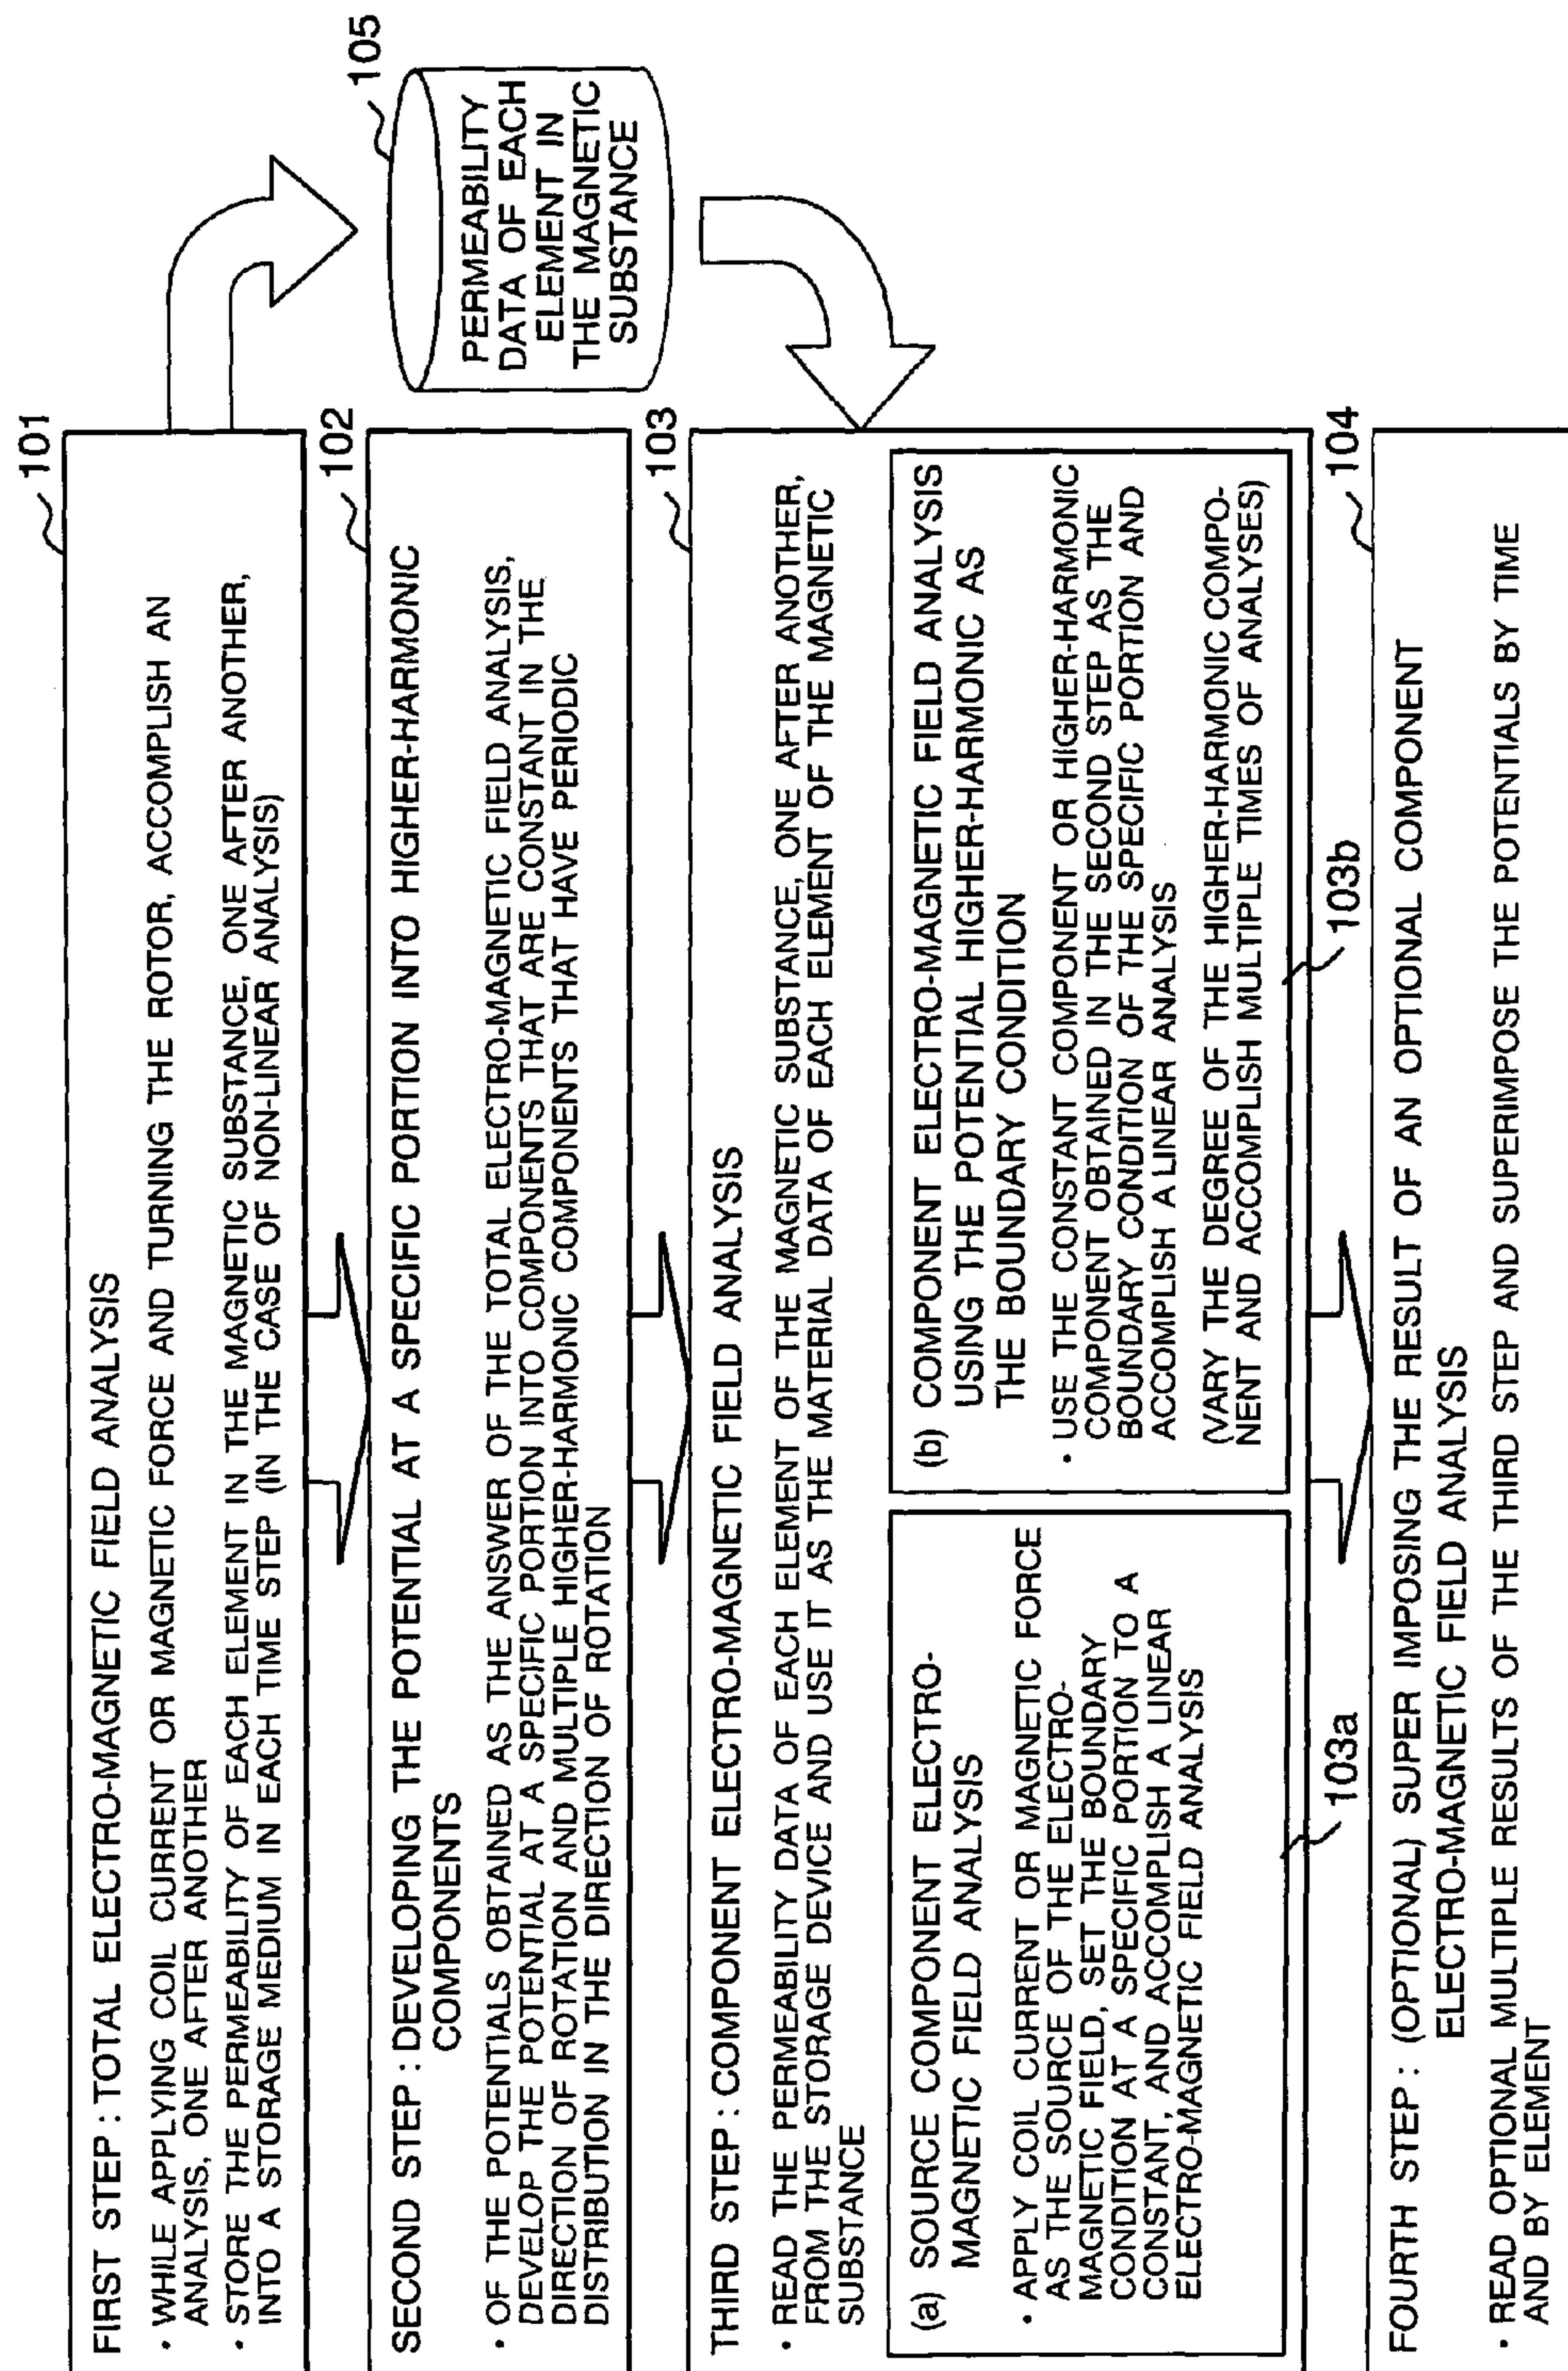 101
FIRST STEP : TOTAL ELECTRO-MAGNETIC FIELD ANALYSIS
• WHILE APPLYING COIL CURRENT OR MAGNETIC FORCE AND TURNING THE ROTOR, ACCOMPLISH AN
ANALYSIS, ONE AFTER ANOTHER
• STORE THE PERMEABILITY OF EACH ELEMENT IN THE MAGNETIC SUBSTANCE, ONE AFTER ANOTHER,
INTO A STORAGE MEDIUM IN EACH TIME STEP (IN THE CASE OF NON-LINEAR ANALYSIS)
105
PERMEABILITY
DATA OF EACH
ELEMENT IN
THE MAGNETIC
SUBSTANCE
102
SECOND STEP : DEVELOPING THE POTENTIAL AT A SPECIFIC PORTION INTO HIGHER-HARMONIC
COMPONENTS
• OF THE POTENTIALS OBTAINED AS THE ANSWER OF THE TOTAL ELECTRO-MAGNETIC FIELD ANALYSIS,
DEVELOP THE POTENTIAL AT A SPECIFIC PORTION INTO COMPONENTS THAT ARE CONSTANT IN THE
DIRECTION OF ROTATION AND MULTIPLE HIGHER-HARMONIC COMPONENTS THAT HAVE PERIODIC
DISTRIBUTION IN THE DIRECTION OF ROTATION
103
THIRD STEP : COMPONENT ELECTRO-MAGNETIC FIELD ANALYSIS
• READ THE PERMEABILITY DATA OF EACH ELEMENT OF THE MAGNETIC SUBSTANCE, ONE AFTER ANOTHER,
FROM THE STORAGE DEVICE AND USE IT AS THE MATERIAL DATA OF EACH ELEMENT OF THE MAGNETIC
SUBSTANCE
(a) SOURCE COMPONENT ELECTRO-
MAGNETIC FIELD ANALYSIS
• APPLY COIL CURRENT OR MAGNETIC FORCE
AS THE SOURCE OF THE ELECTRO-
MAGNETIC FIELD, SET THE BOUNDARY
CONDITION AT A SPECIFIC PORTION TO A
CONSTANT, AND ACCOMPLISH A LINEAR
ELECTRO-MAGNETIC FIELD ANALYSIS
103a
(b) COMPONENT ELECTRO-MAGNETIC FIELD ANALYSIS
USING THE POTENTIAL HIGHER-HARMONIC AS
THE BOUNDARY CONDITION
• USE THE CONSTANT COMPONENT OR HIGHER-HARMONIC
COMPONENT OBTAINED IN THE SECOND STEP AS THE
BOUNDARY CONDITION OF THE SPECIFIC PORTION AND
ACCOMPLISH A LINEAR ANALYSIS
(VARY THE DEGREE OF THE HIGHER-HARMONIC COMPO-
NENT AND ACCOMPLISH MULTIPLE TIMES OF ANALYSES)
103b
104
FOURTH STEP : (OPTIONAL) SUPER IMPOSING THE RESULT OF AN OPTIONAL COMPONENT
ELECTRO-MAGNETIC FIELD ANALYSIS
• READ OPTIONAL MULTIPLE RESULTS OF THE THIRD STEP AND SUPERIMPOSE THE POTENTIALS BY TIME
AND BY ELEMENT